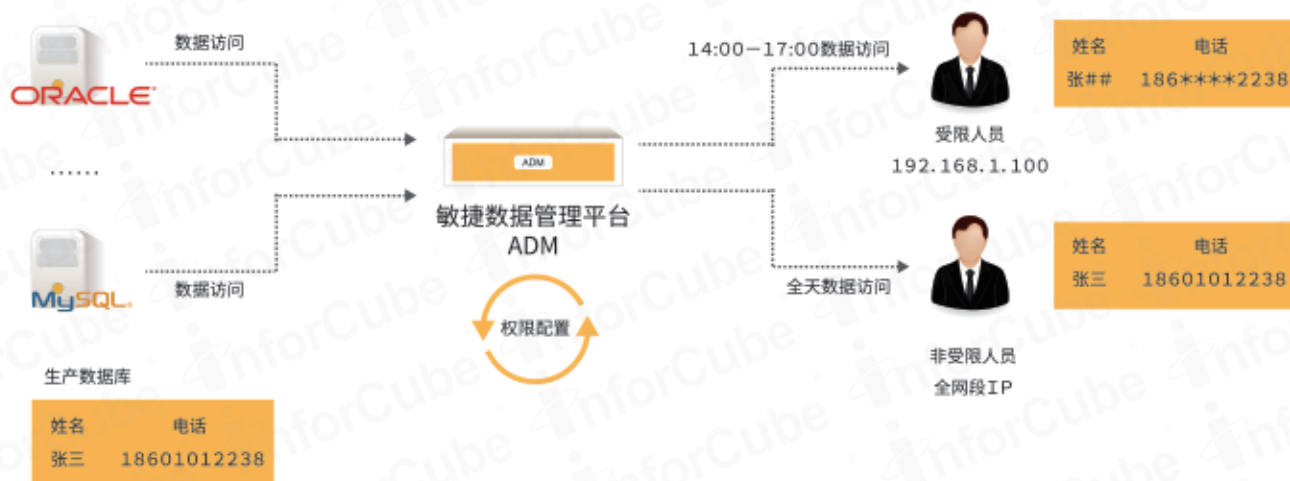 数据访问
ORACLE
......
MySQL.
数据访问
生产数据库
姓名 电话
张三 18601012238
ADM
敏捷数据管理平台
ADM
权限配置
14:00-17:00数据访问
受限人员
192.168.1.100
姓名 电话
张## 186****2238
全天数据访问
非受限人员
全网段IP
姓名 电话
张三 18601012238
inforCube